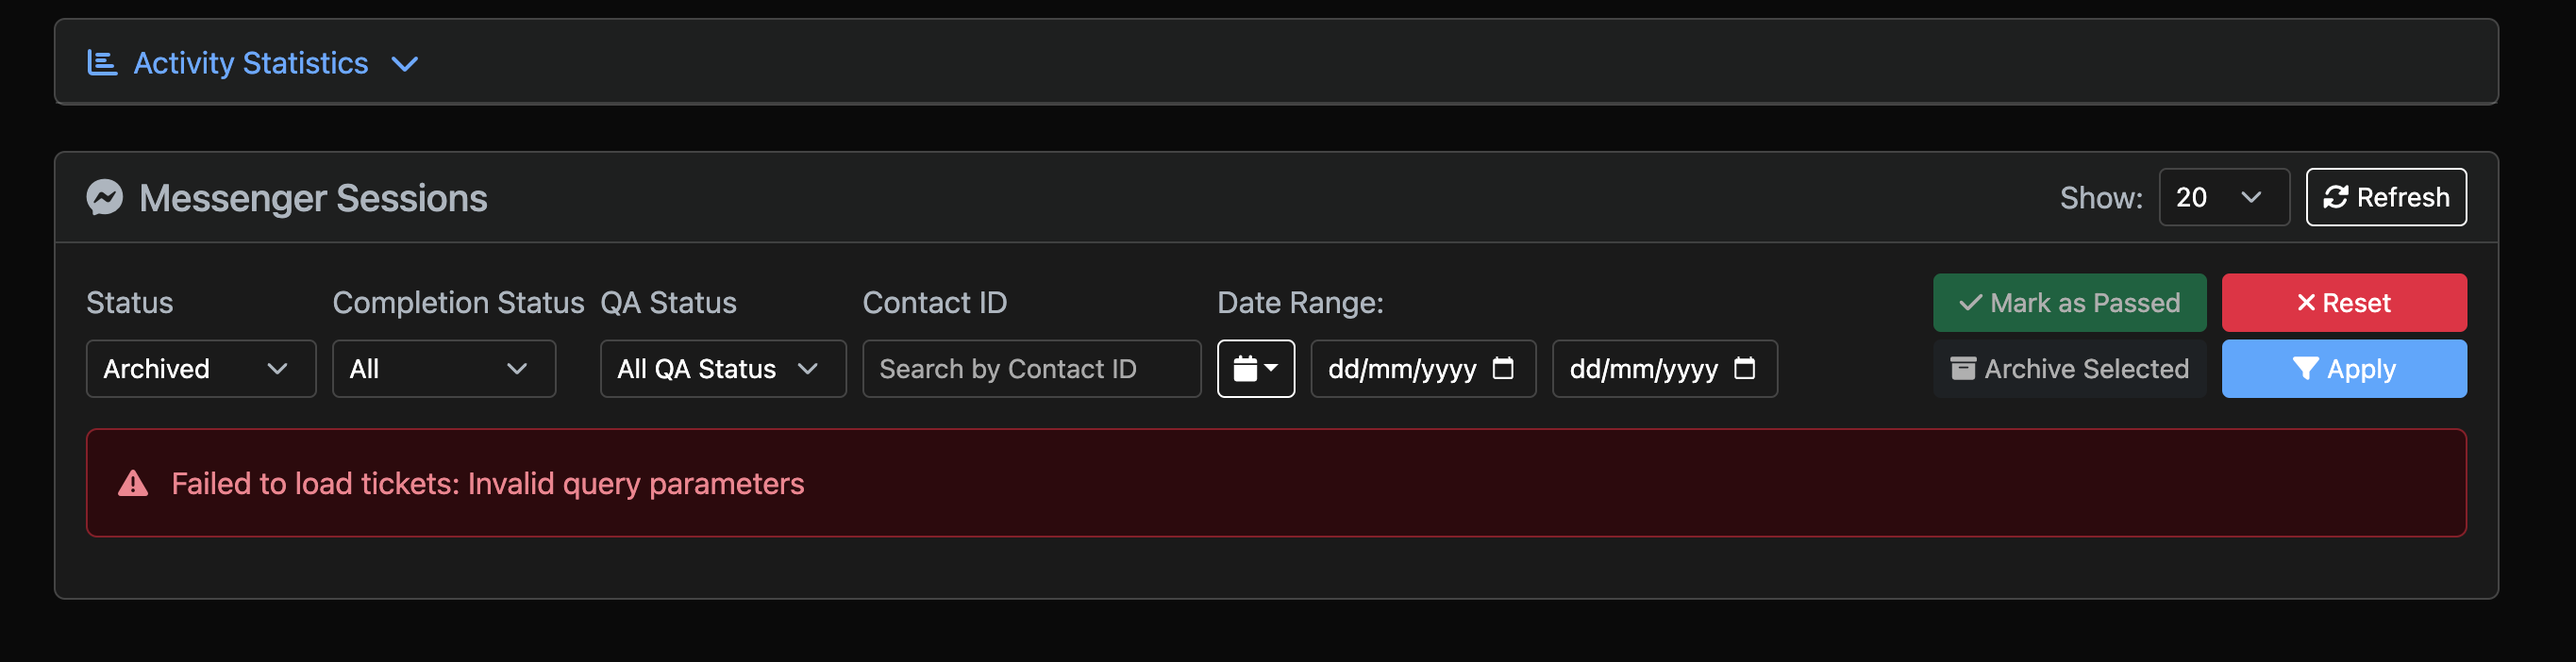 Activity Statistics
Messenger Sessions
Show: 20 Refresh
Status Completion Status QA Status Contact ID Date Range: Mark as Passed Reset
Archived All All QA Status Search by Contact ID dd/mm/yyyy dd/mm/yyyy Archive Selected Apply
Failed to load tickets: Invalid query parameters